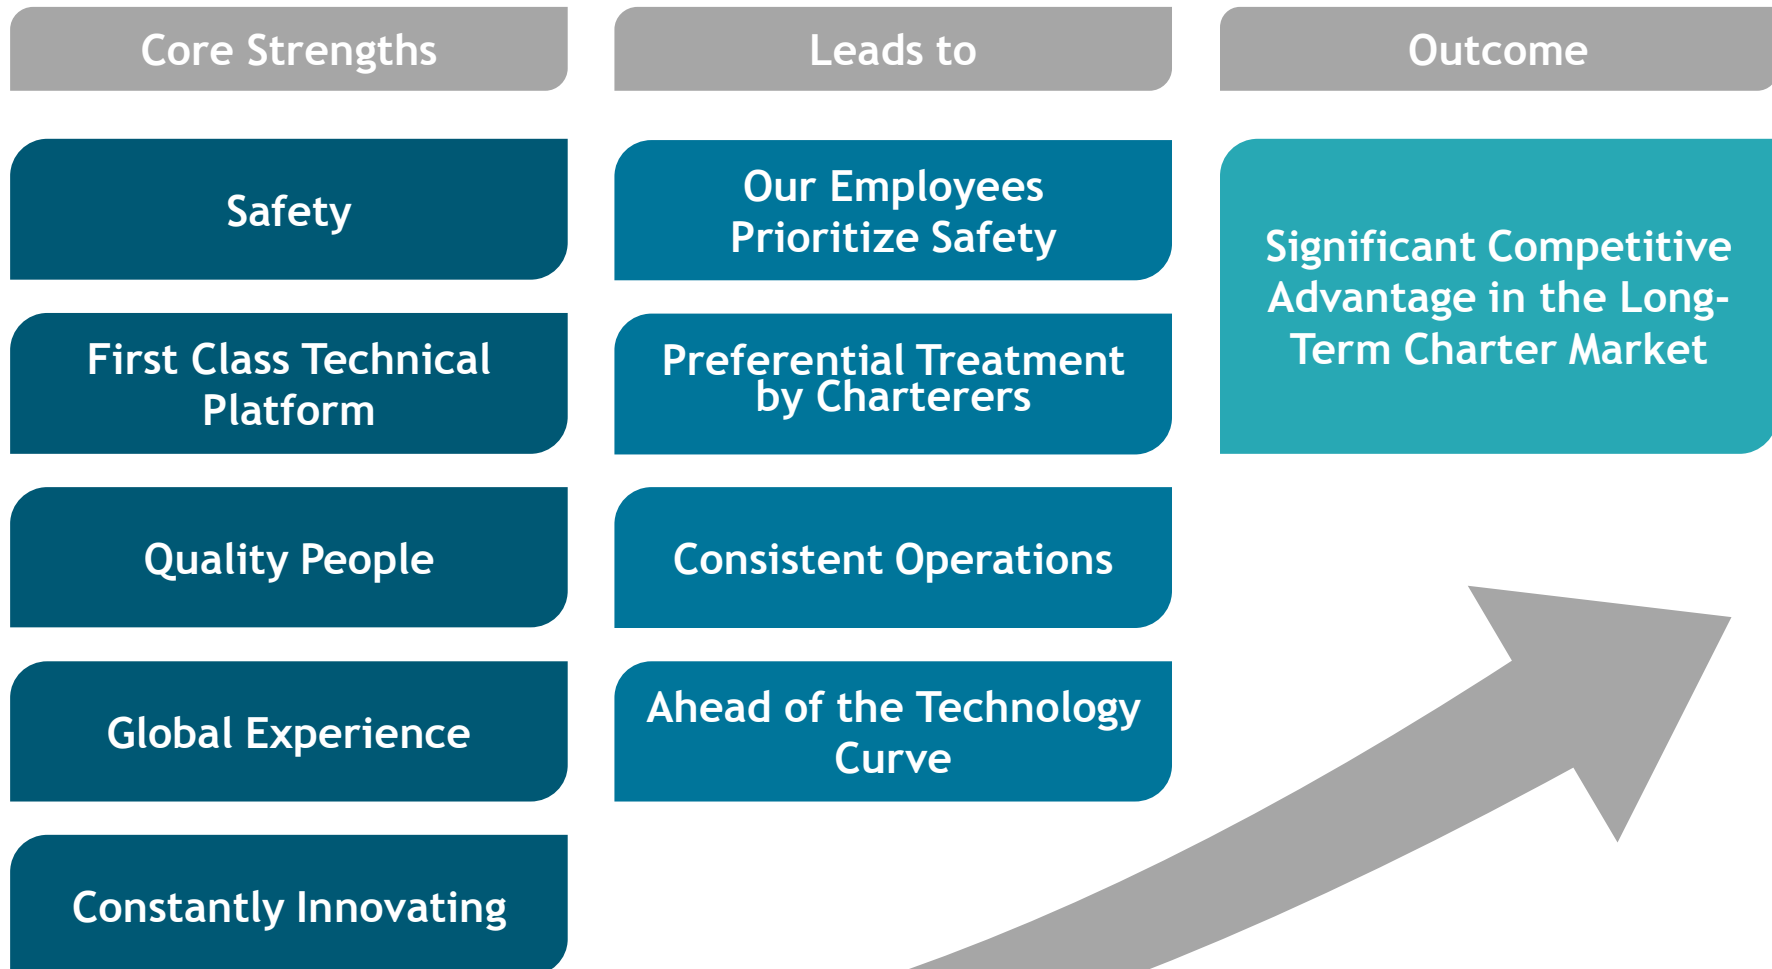 Core Strengths
Leads to
Outcome
Safety
First Class Technical
Platform
Quality People
Global Experience
Constantly Innovating
Our Employees
Prioritize Safety
Preferential Treatment
by Charterers
Consistent Operations
Ahead of the Technology
Curve
Significant Competitive
Advantage in the Long-
Term Charter Market